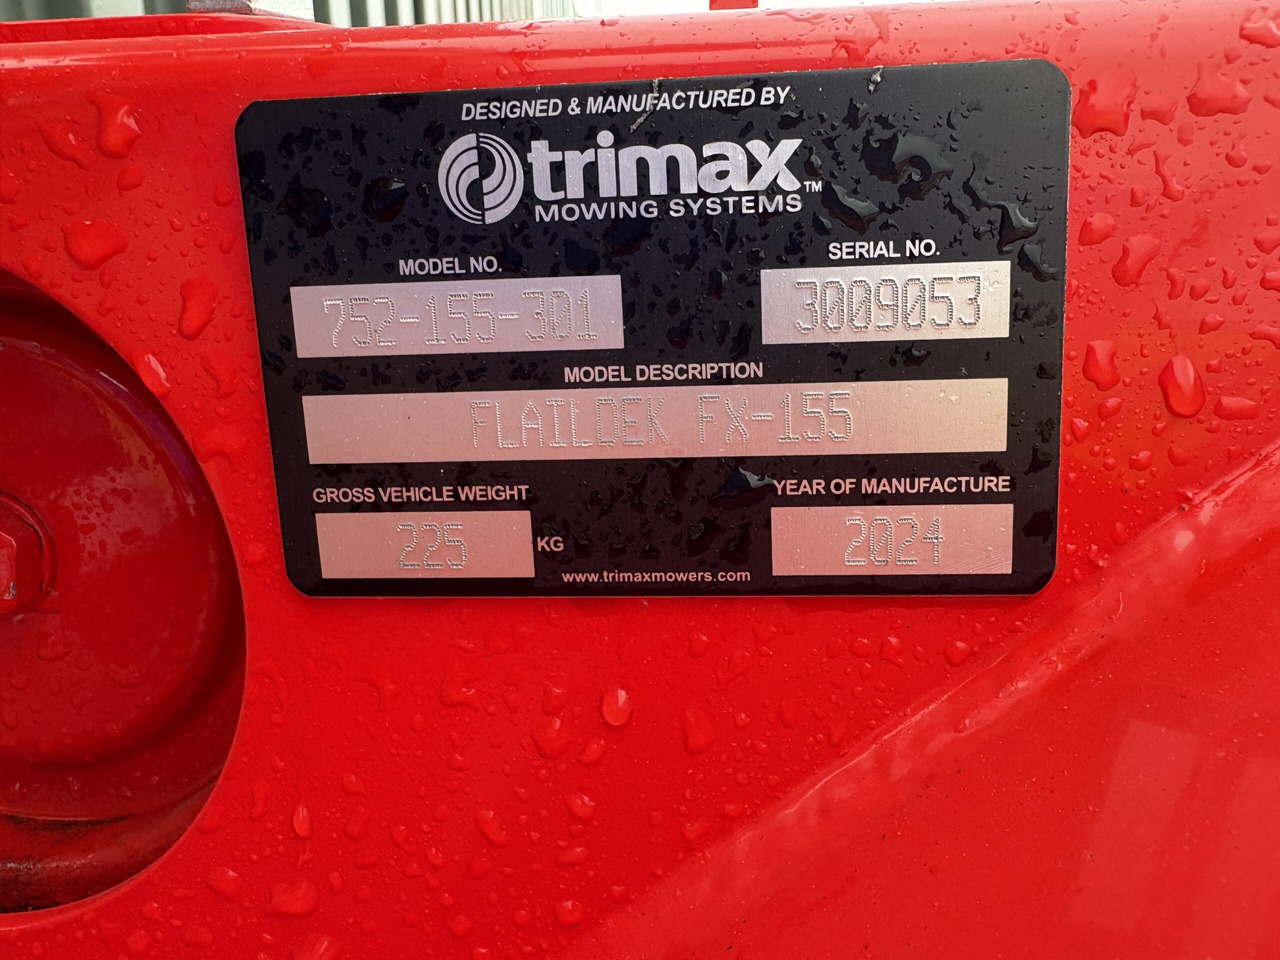 DESIGNED & MANUFACTURED BY
trimax™
MOWING SYSTEMS
MODEL NO. SERIAL NO.
752-155-301 3009053
MODEL DESCRIPTION
FLAILDEK FX-155
GROSS VEHICLE WEIGHT YEAR OF MANUFACTURE
225 KG 2024
www.trimaxmowers.com